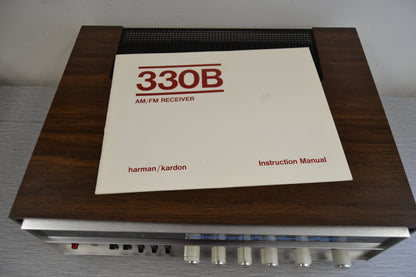 330B
AM/FM RECEIVER
harman/kardon Instruction Manual